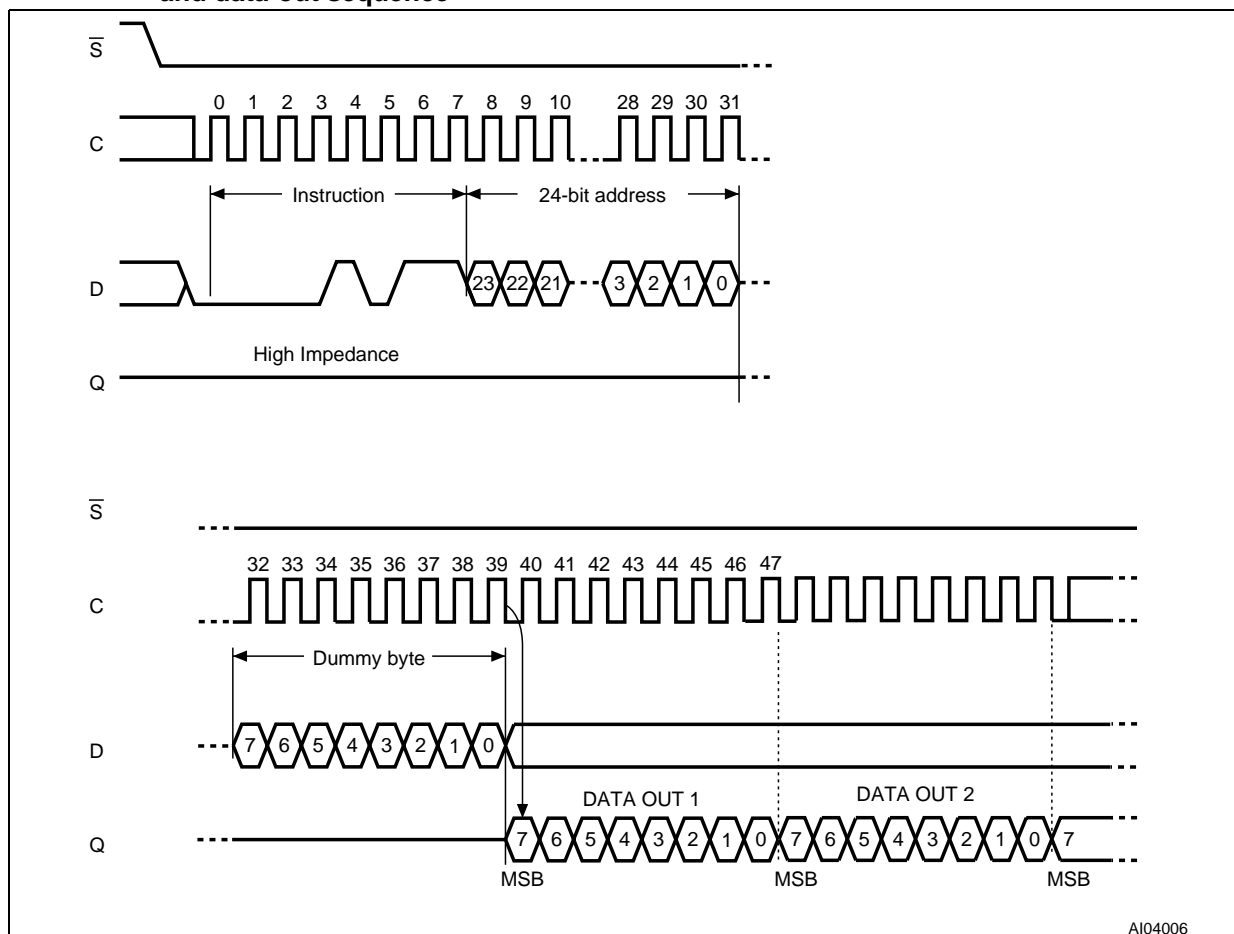 and data-out sequence
S
0 1 2 3 4 5 6 7 8 9 10 28 29 30 31
C
Instruction 24-bit address
D 23 22 21 3 2 1 0
High Impedance
Q
S
32 33 34 35 36 37 38 39 40 41 42 43 44 45 46 47
C
Dummy byte
D 7 6 5 4 3 2 1 0
DATA OUT 1 DATA OUT 2
Q 7 6 5 4 3 2 1 0 7 6 5 4 3 2 1 0 7
MSB MSB MSB
AI04006